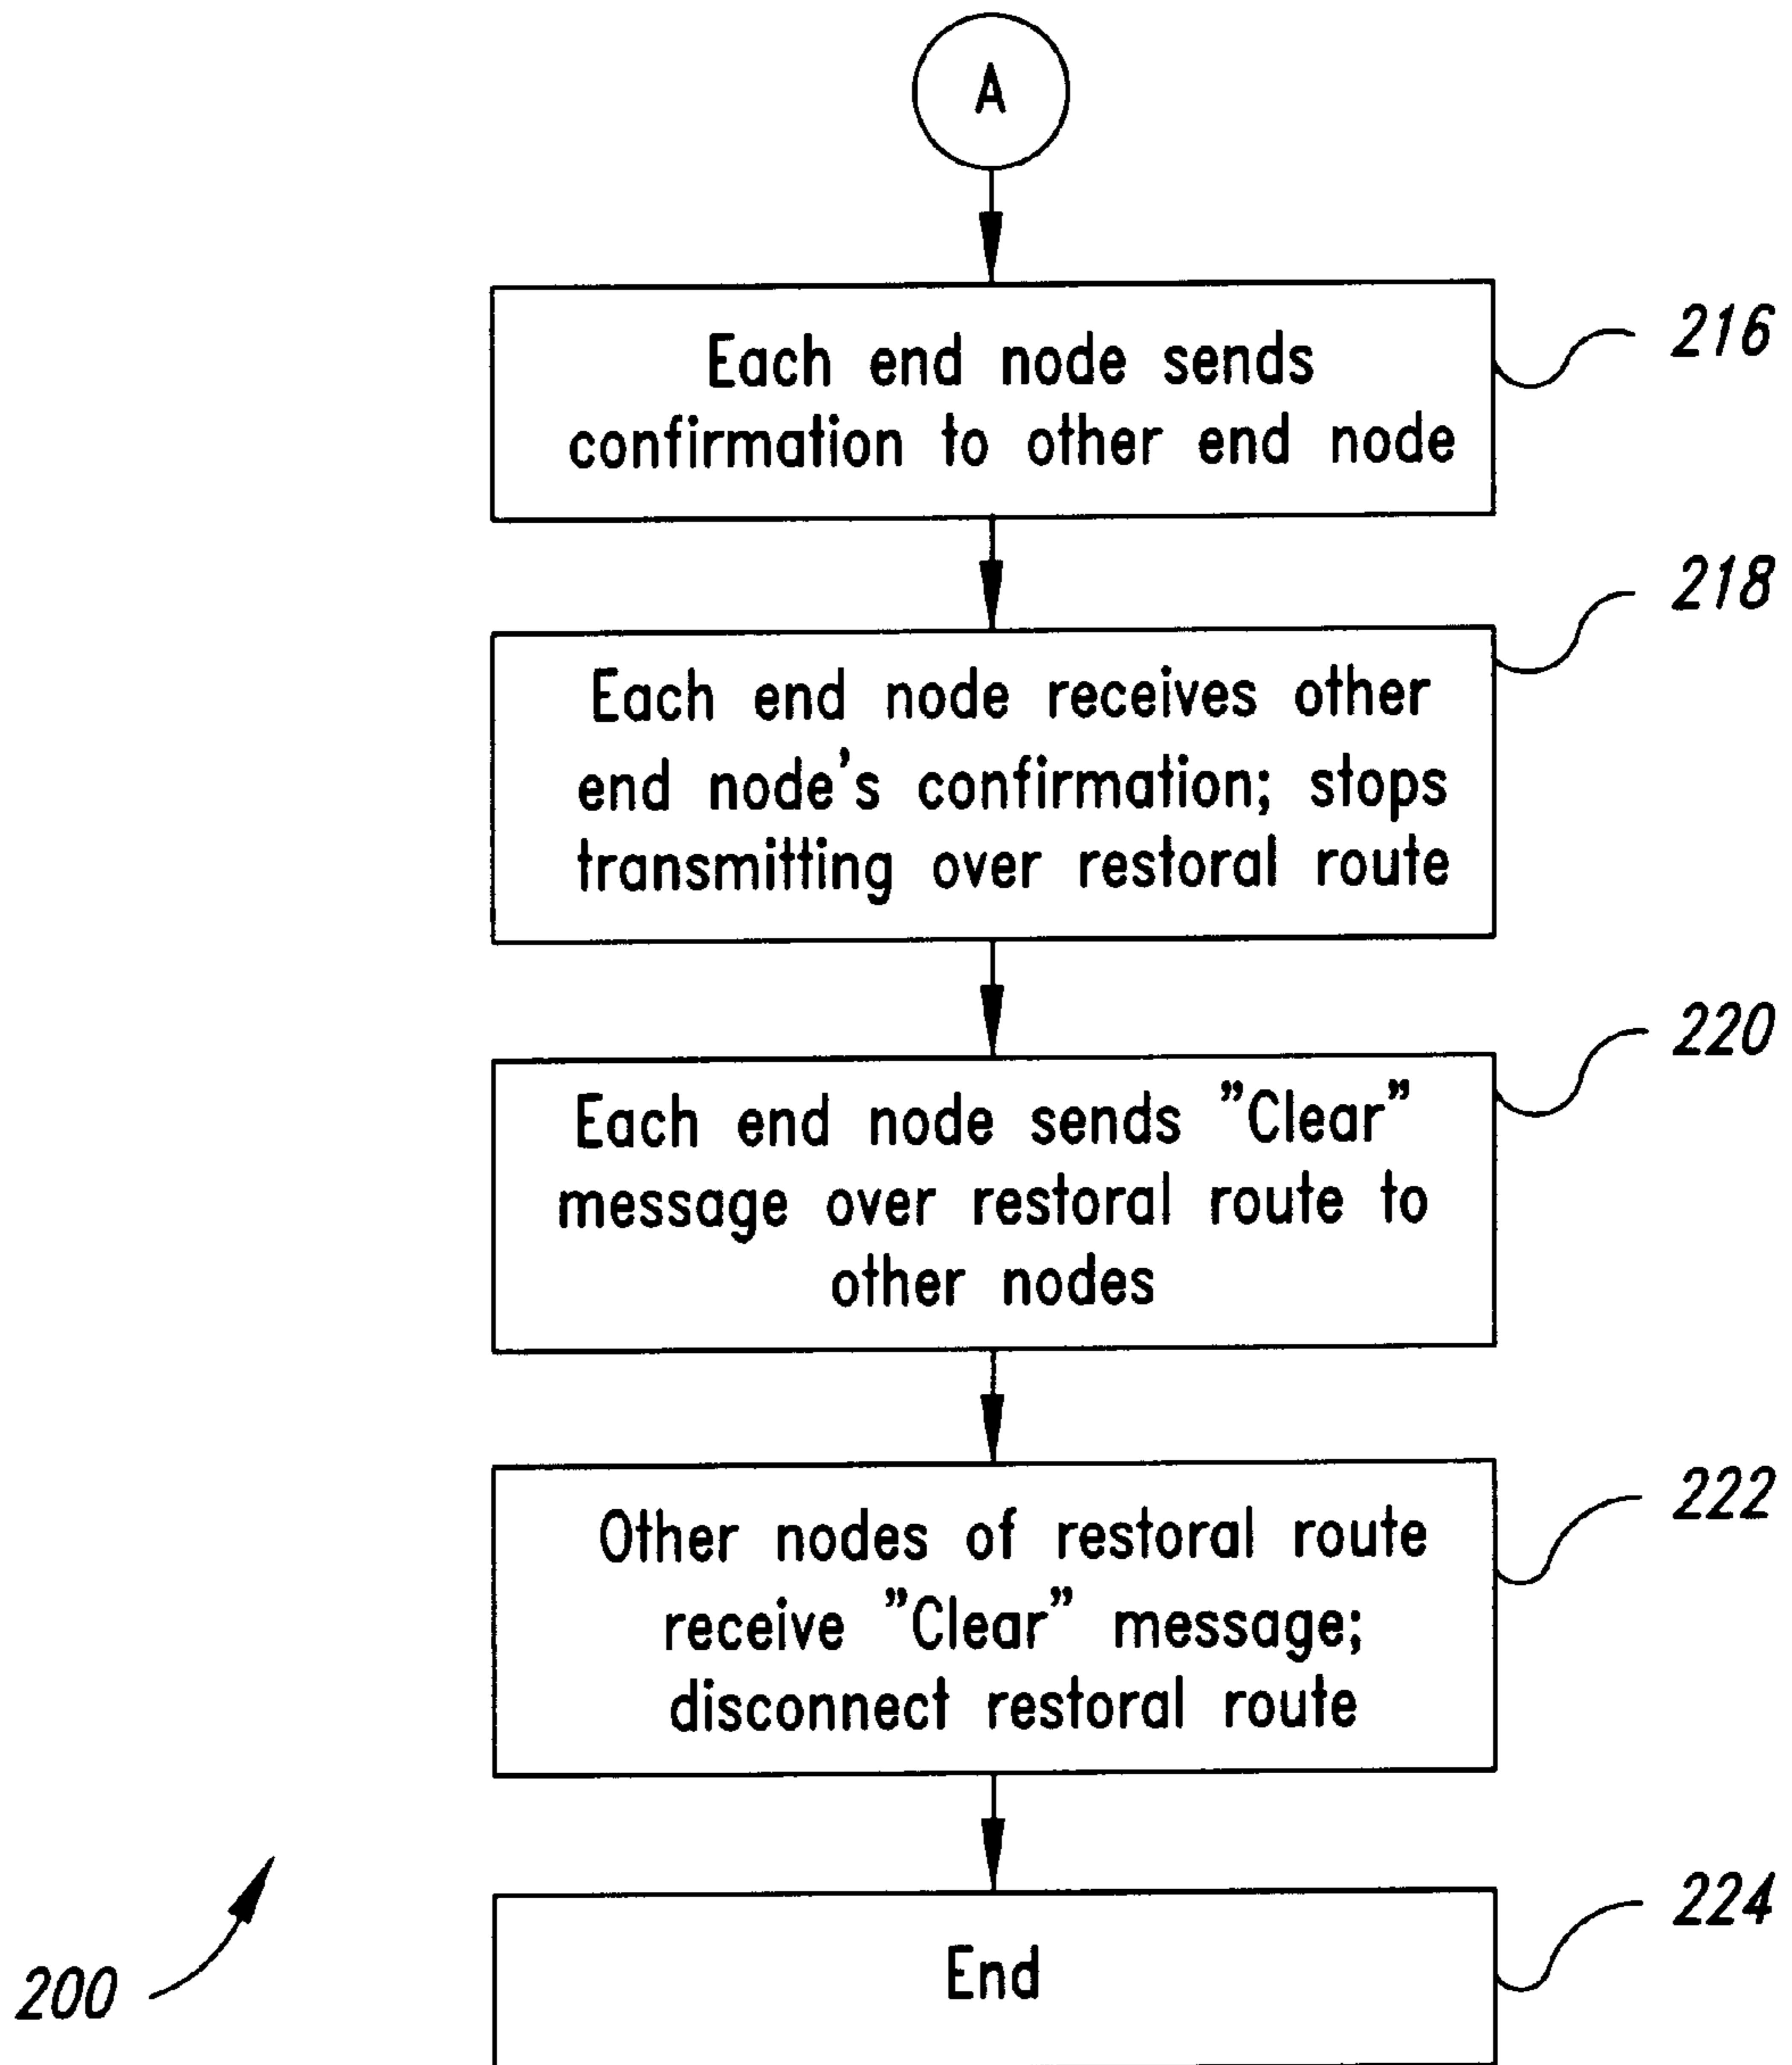 A
Each end node sends
confirmation to other end node
216
Each end node receives other
end node's confirmation; stops
transmitting over restoral route
218
Each end node sends ”Clear”
message over restoral route to
other nodes
220
Other nodes of restoral route
receive ”Clear” message;
disconnect restoral route
222
End
224
200